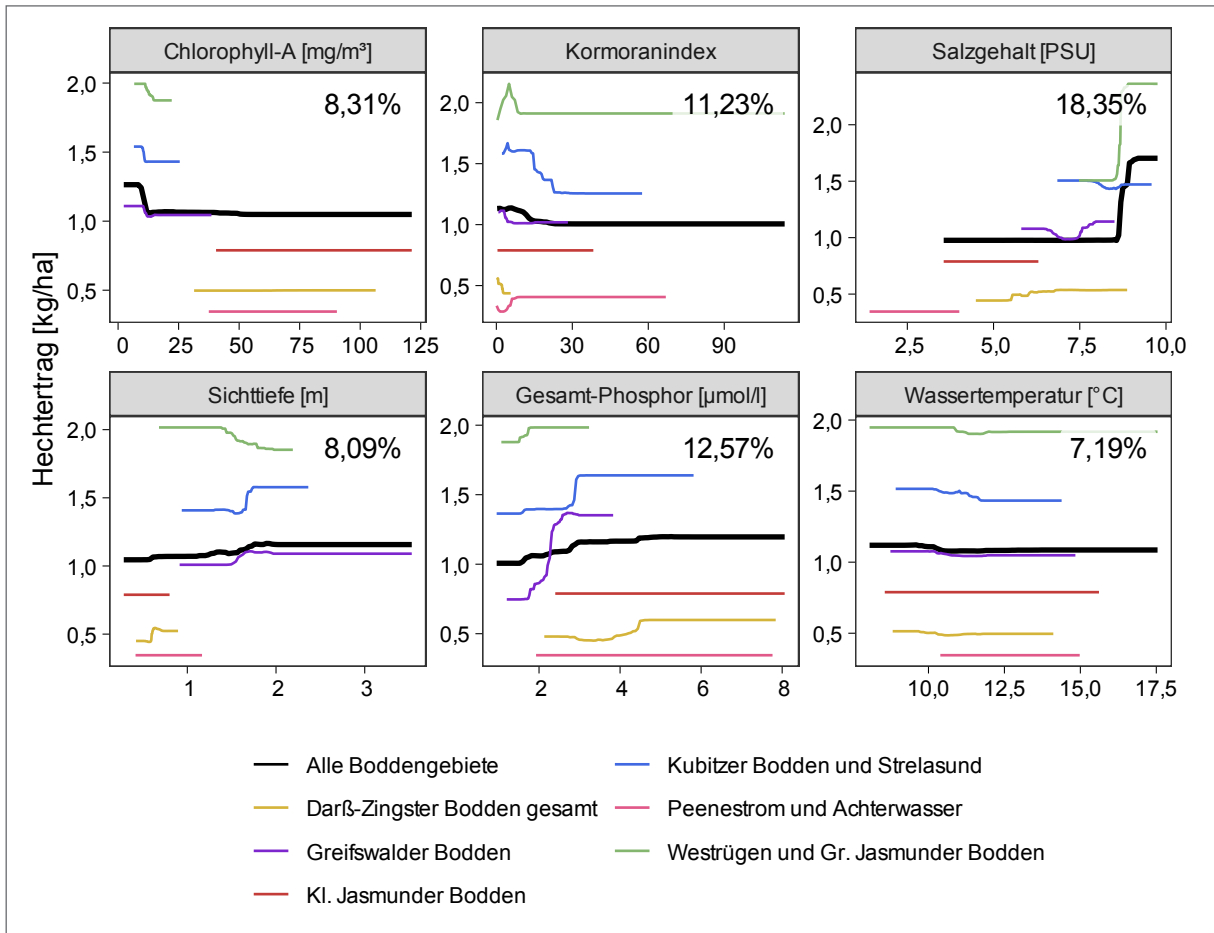 Hechtertrag [kg/ha]
Chlorophyll-A [mg/m³]
8,31%
2,0
1,5
1,0
0,5
0 25 50 75 100 125
Kormoranindex
11,23%
2,0
1,5
1,0
0,5
0 30 60 90
Salzgehalt [PSU]
18,35%
2,0
1,5
1,0
0,5
2,5 5,0 7,5 10,0
Sichttiefe [m]
8,09%
2,0
1,5
1,0
0,5
1 2 3
Gesamt-Phosphor [µmol/l]
12,57%
2,0
1,5
1,0
0,5
2 4 6 8
Wassertemperatur [°C]
7,19%
2,0
1,5
1,0
0,5
10,0 12,5 15,0 17,5
Alle Boddengebiete
Darß-Zingster Bodden gesamt
Greifswalder Bodden
Kl. Jasmunder Bodden
Kubitzer Bodden und Strelasund
Peenestrom und Achterwasser
Westrügen und Gr. Jasmunder Bodden